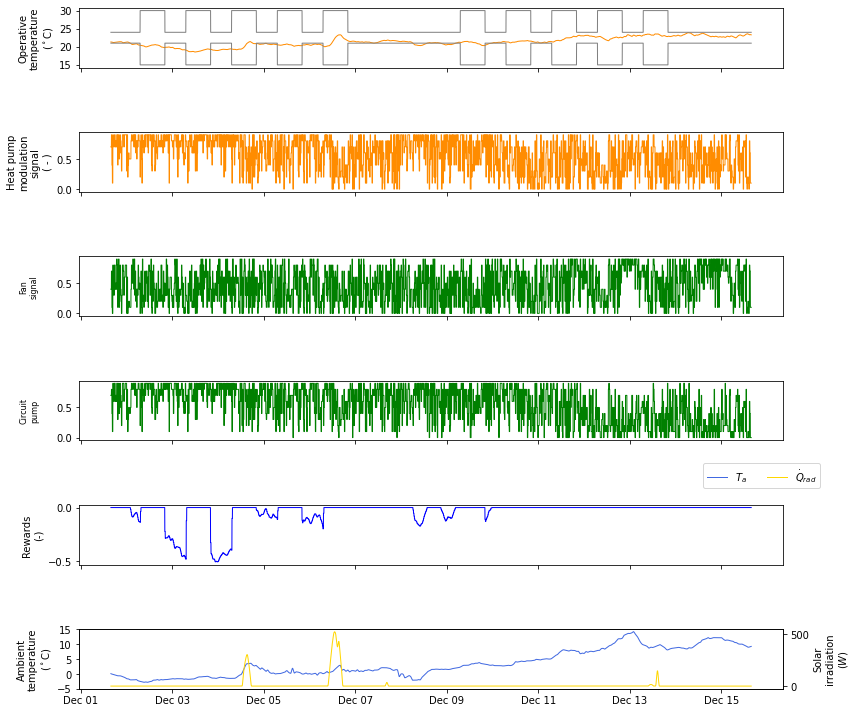 Operative
temperature
(°C)
30
25
20
15
Heat pump
modulation
signal
( - )
0.5
0.0
Fan
signal
0.5
0.0
Circuit
pump
0.5
0.0
T_a
Q̇_rad
Rewards
(-)
0.0
−0.5
Ambient
temperature
(°C)
15
10
5
0
−5
500
0
Solar
irradiation
(W)
Dec 01 Dec 03 Dec 05 Dec 07 Dec 09 Dec 11 Dec 13 Dec 15